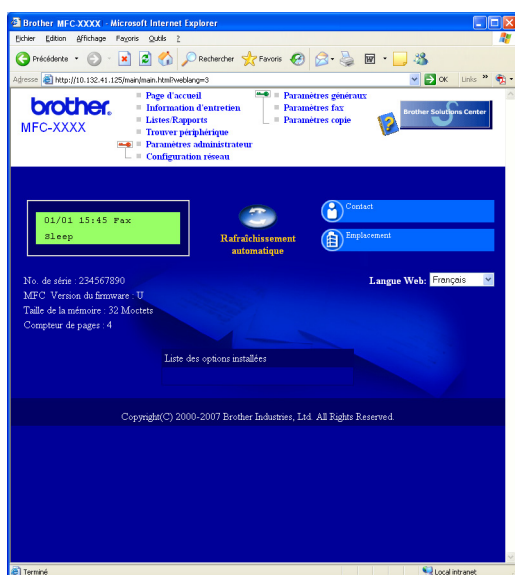 Brother MFC-XXXX - Microsoft Internet Explorer
Fichier Edition Affichage Favoris Outils ?
Précédente Rechercher Favoris
Adresse http://10.132.41.125/main/main.html?weblang=3 OK Links »
brother.
MFC-XXXX
Page d'accueil
Information d'entretien
Listes/Rapports
Trouver périphérique
Paramètres administrateur
Configuration réseau
Paramètres généraux
Paramètres fax
Paramètres copie
Brother Solutions Center
01/01 15:45 Fax
Sleep
Rafraîchissement
automatique
Contact
Emplacement
No. de série : 234567890
MFC Version du firmware : U
Taille de la mémoire : 32 Moctets
Compteur de pages : 4
Langue Web: Français
Liste des options installées
Copyright(C) 2000-2007 Brother Industries, Ltd. All Rights Reserved.
Terminé
Local intranet